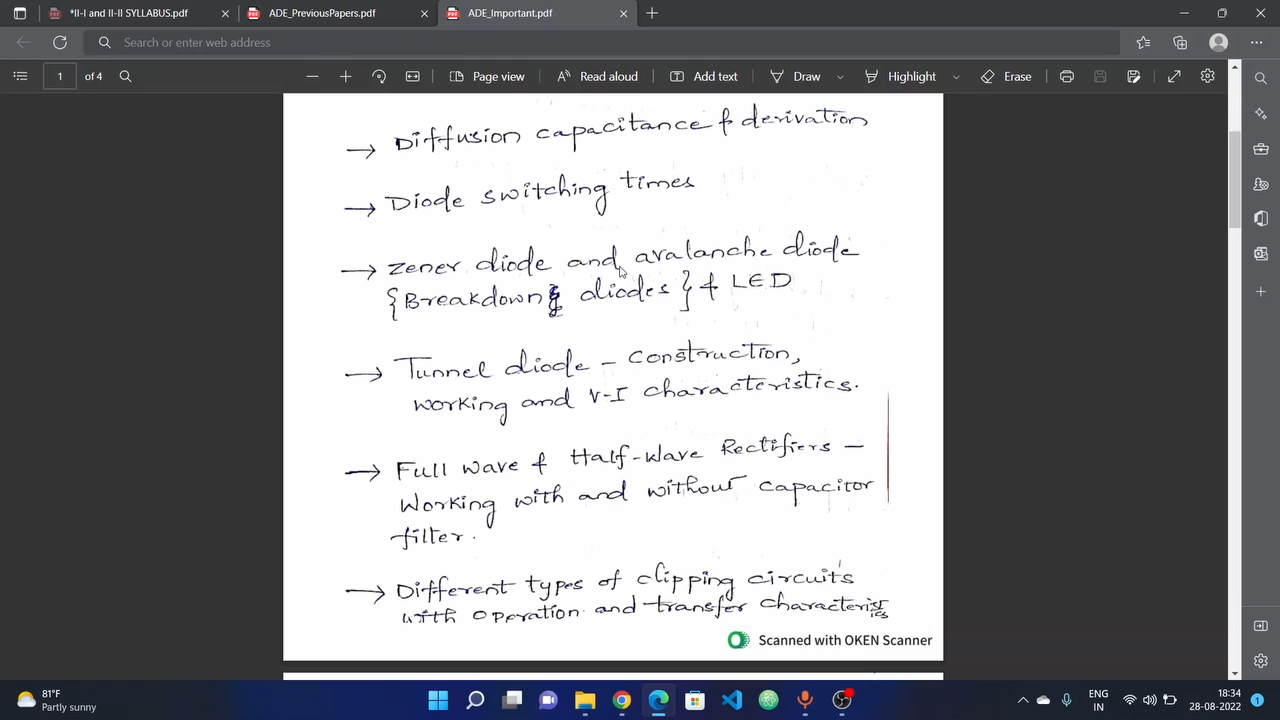 *II-I and II-II SYLLABUS.pdf
ADE_PreviousPapers.pdf
ADE_Important.pdf
Search or enter web address
1 of 4
Page view
Read aloud
Add text
Draw
Highlight
Erase
→ Diffusion capacitance & derivation
→ Diode switching times
→ Zener diode and avalanche diode
{Breakdown diodes} & LED
→ Tunnel diode - construction,
working and V-I characteristics.
→ Full wave & Half-Wave Rectifiers -
Working with and without capacitor
filter.
→ Different types of clipping circuits
with operation and transfer characteristics
Scanned with OKEN Scanner
81°F
Partly sunny
ENG
IN
18:34
28-08-2022